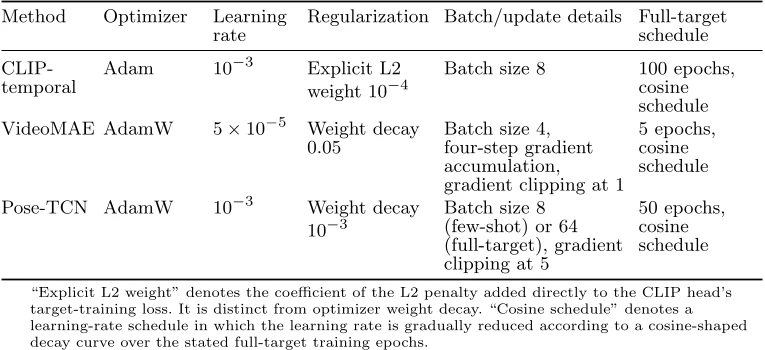 Method Optimizer Learning rate Regularization Batch/update details Full-target schedule
CLIP-temporal Adam 10⁻³ Explicit L2 weight 10⁻⁴ Batch size 8 100 epochs, cosine schedule
VideoMAE AdamW 5 × 10⁻⁵ Weight decay 0.05 Batch size 4, four-step gradient accumulation, gradient clipping at 1 5 epochs, cosine schedule
Pose-TCN AdamW 10⁻³ Weight decay 10⁻³ Batch size 8 (few-shot) or 64 (full-target), gradient clipping at 5 50 epochs, cosine schedule
“Explicit L2 weight” denotes the coefficient of the L2 penalty added directly to the CLIP head’s
target-training loss. It is distinct from optimizer weight decay. “Cosine schedule” denotes a
learning-rate schedule in which the learning rate is gradually reduced according to a cosine-shaped
decay curve over the stated full-target training epochs.